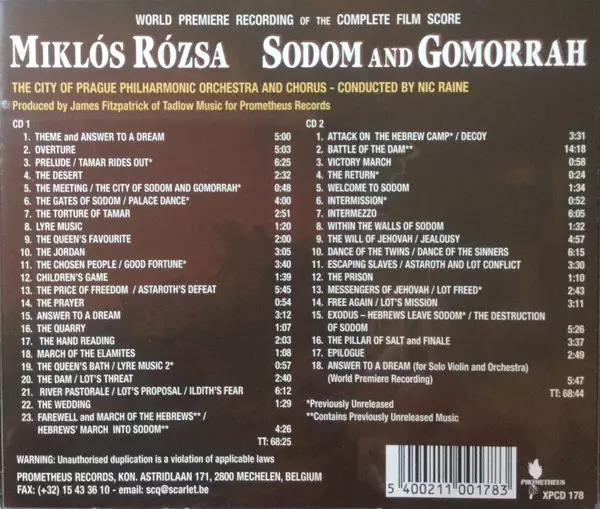 WORLD PREMIERE RECORDING OF THE COMPLETE FILM SCORE
MIKLÓS RÓZSA SODOM AND GOMORRAH
THE CITY OF PRAGUE PHILHARMONIC ORCHESTRA AND CHORUS - CONDUCTED BY NIC RAINE
Produced by James Fitzpatrick of Tadlow Music for Prometheus Records
CD 1
1. THEME and ANSWER TO A DREAM 5:00
2. OVERTURE 5:03
3. PRELUDE / TAMAR RIDES OUT* 6:25
4. THE DESERT 2:32
5. THE MEETING / THE CITY OF SODOM AND GOMORRAH* 0:48
6. THE GATES OF SODOM / PALACE DANCE* 4:00
7. THE TORTURE OF TAMAR 2:51
8. LYRE MUSIC 1:20
9. THE QUEEN'S FAVOURITE 2:00
10. THE JORDAN 3:11
11. THE CHOSEN PEOPLE / GOOD FORTUNE* 3:40
12. CHILDREN'S GAME 1:39
13. THE PRICE OF FREEDOM / ASTAROTH'S DEFEAT 5:45
14. THE PRAYER 0:54
15. ANSWER TO A DREAM 3:12
16. THE QUARRY 1:07
17. THE HAND READING 2:03
18. MARCH OF THE ELAMITES 1:08
19. THE QUEEN'S BATH / LYRE MUSIC 2* 0:57
20. THE DAM / LOT'S THREAT 2:40
21. RIVER PASTORALE / LOT'S PROPOSAL / ILDITH'S FEAR 6:12
22. THE WEDDING 1:29
23. FAREWELL and MARCH OF THE HEBREWS**/
HEBREWS' MARCH INTO SODOM** 4:26
TT: 68:25
CD 2
1. ATTACK ON THE HEBREW CAMP* / DECOY 3:31
2. BATTLE OF THE DAM** 14:18
3. VICTORY MARCH 0:58
4. THE RETURN* 0:24
5. WELCOME TO SODOM 1:34
6. INTERMISSION* 0:52
7. INTERMEZZO 6:05
8. WITHIN THE WALLS OF SODOM 1:32
9. THE WILL OF JEHOVAH / JEALOUSY 4:57
10. DANCE OF THE TWINS / DANCE OF THE SINNERS 6:15
11. ESCAPING SLAVES / ASTAROTH AND LOT CONFLICT 3:30
12. THE PRISON 1:10
13. MESSENGERS OF JEHOVAH / LOT FREED* 2:43
14. FREE AGAIN / LOT'S MISSION 3:11
15. EXODUS – HEBREWS LEAVE SODOM* / THE DESTRUCTION
OF SODOM 5:26
16. THE PILLAR OF SALT and FINALE 3:37
17. EPILOGUE 2:49
18. ANSWER TO A DREAM (for Solo Violin and Orchestra)
(World Premiere Recording) 5:47
TT: 68:44
*Previously Unreleased
**Contains Previously Unreleased Music
WARNING: Unauthorised duplication is a violation of applicable laws
PROMETHEUS RECORDS, KON. ASTRIDLAAN 171, 2800 MECHELEN, BELGIUM
FAX: (+32) 15 43 36 10 - email: scq@scarlet.be
5 400211 001783
PROMETHEUS
XPCD 178